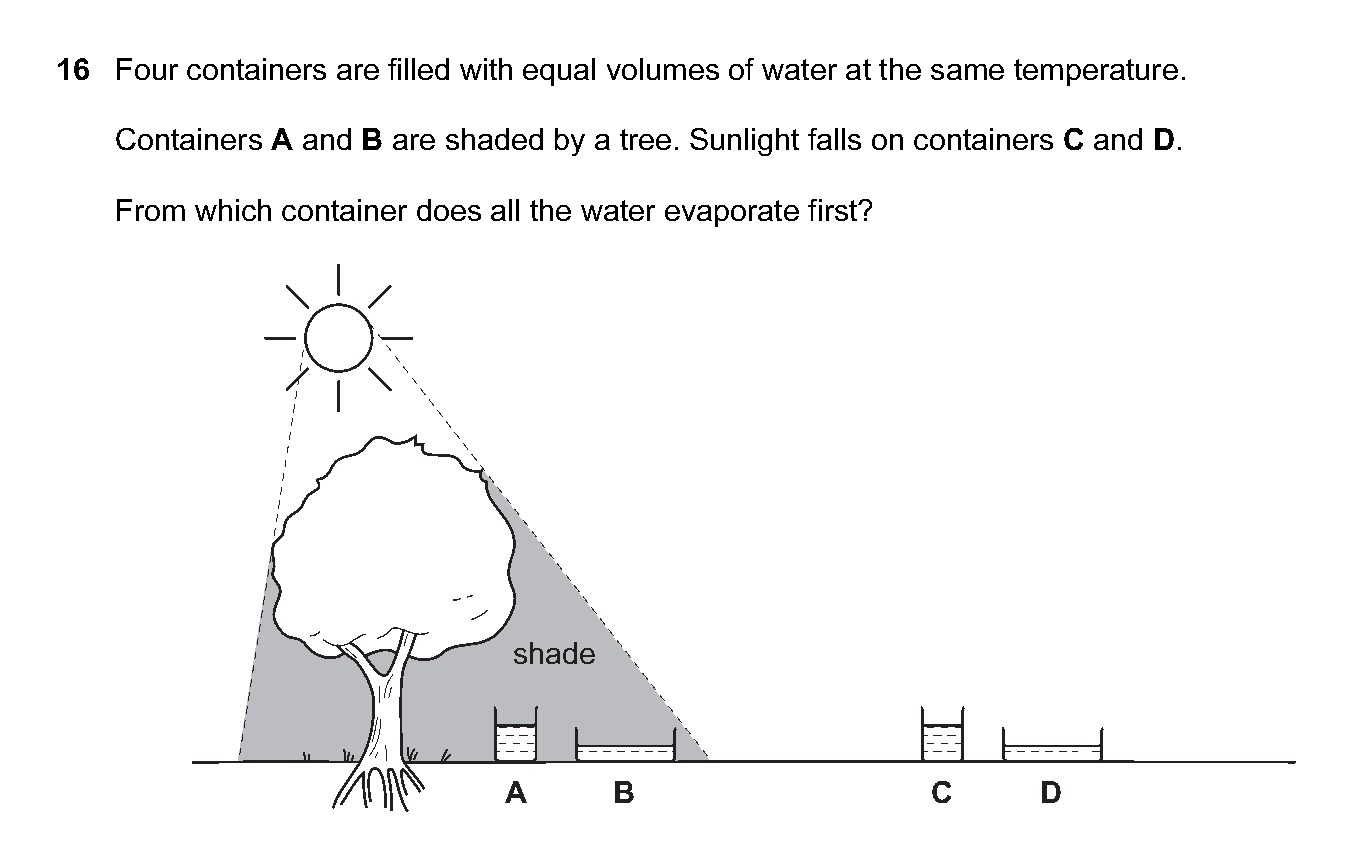 16 Four containers are filled with equal volumes of water at the same temperature.
Containers A and B are shaded by a tree. Sunlight falls on containers C and D.
From which container does all the water evaporate first?
shade
A B C D